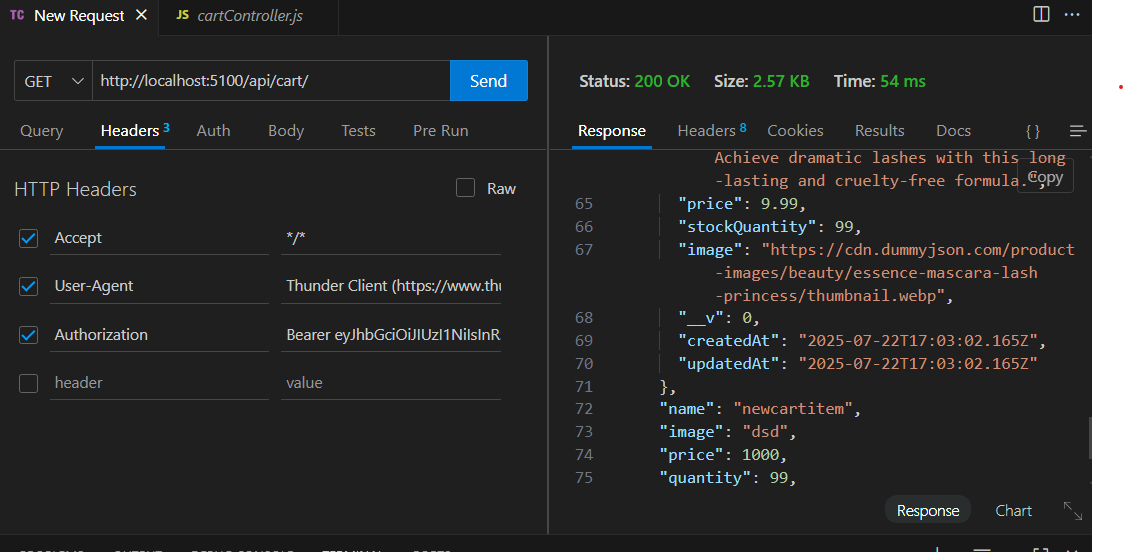 TC New Request × JS cartController.js ...
GET http://localhost:5100/api/cart/ Send
Query Headers 3 Auth Body Tests Pre Run
HTTP Headers Raw
Accept */*
User-Agent Thunder Client (https://www.thu
Authorization Bearer eyJhbGciOiJIUzI1NiIsInR
header value
Status: 200 OK Size: 2.57 KB Time: 54 ms
Response Headers 8 Cookies Results Docs { }
Achieve dramatic lashes with this long
-lasting and cruelty-free formula.",
Copy
65 "price": 9.99,
66 "stockQuantity": 99,
67 "image": "https://cdn.dummyjson.com/product
-images/beauty/essence-mascara-lash
-princess/thumbnail.webp",
68 "__v": 0,
69 "createdAt": "2025-07-22T17:03:02.165Z",
70 "updatedAt": "2025-07-22T17:03:02.165Z"
71 },
72 "name": "newcartitem",
73 "image": "dsd",
74 "price": 1000,
75 "quantity": 99,
Response Chart